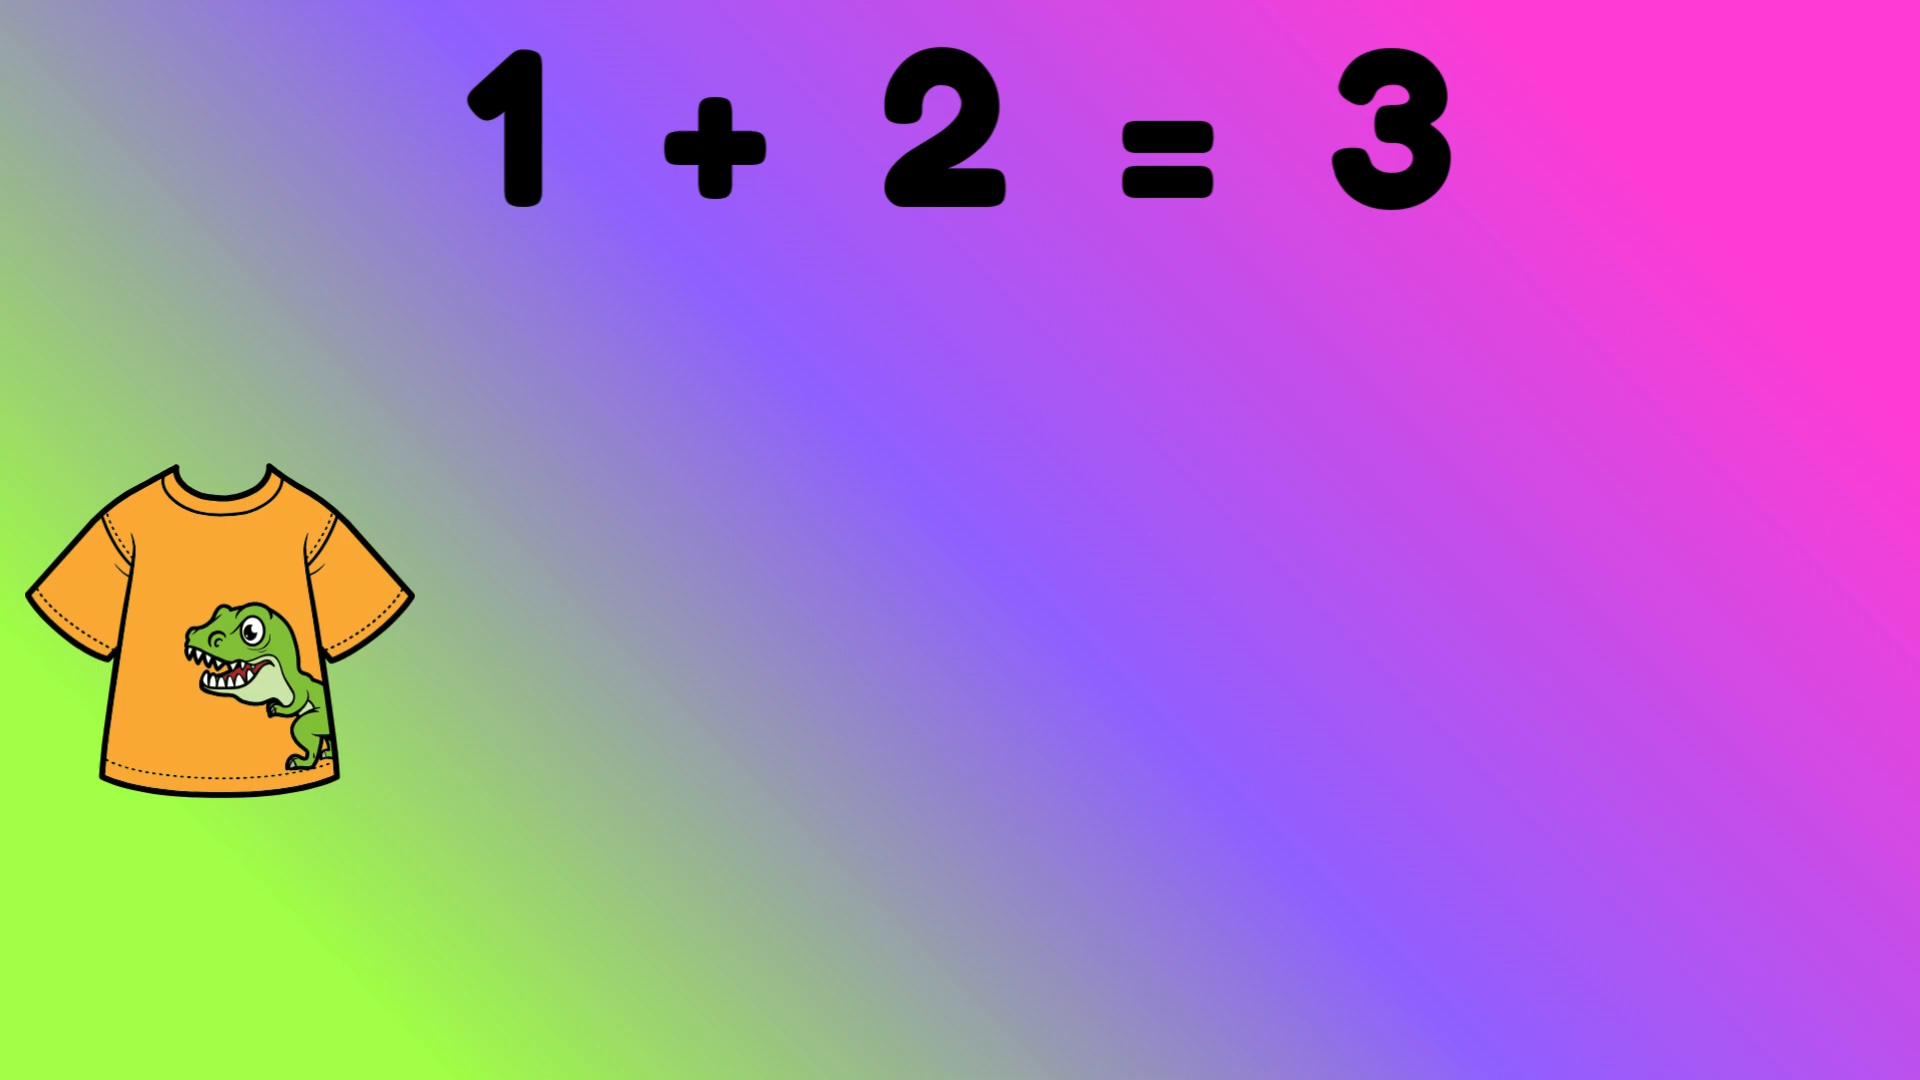 1 + 2 = 3